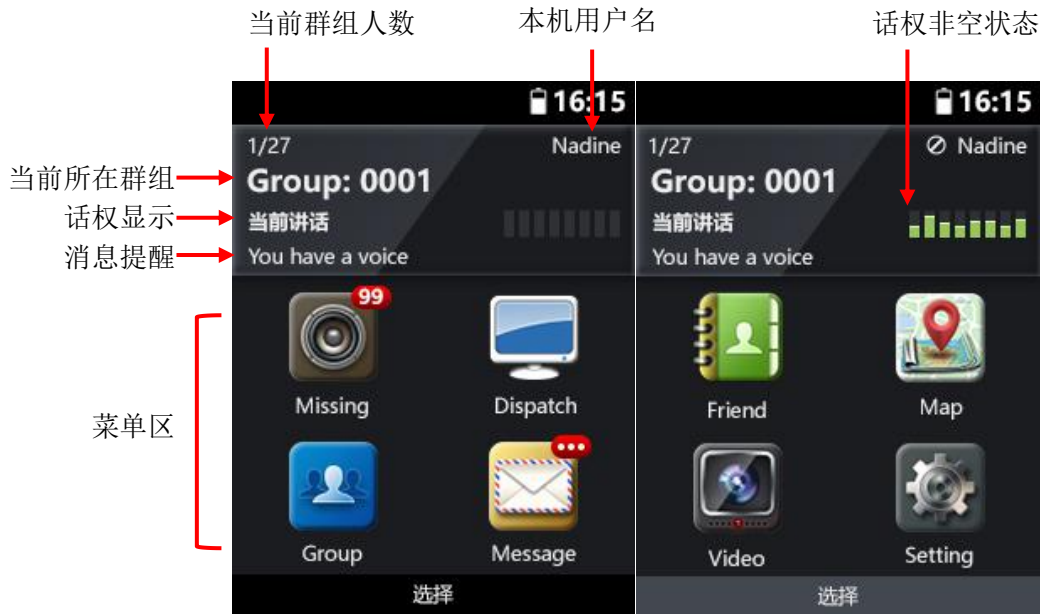 当前群组人数 本机用户名 话权非空状态
16:15 16:15
1/27 Nadine 1/27 Nadine
当前所在群组 Group: 0001 Group: 0001
话权显示 当前讲话 当前讲话
消息提醒 You have a voice You have a voice
99
Missing Dispatch Friend Map
菜单区
Group Message Video Setting
选择 选择